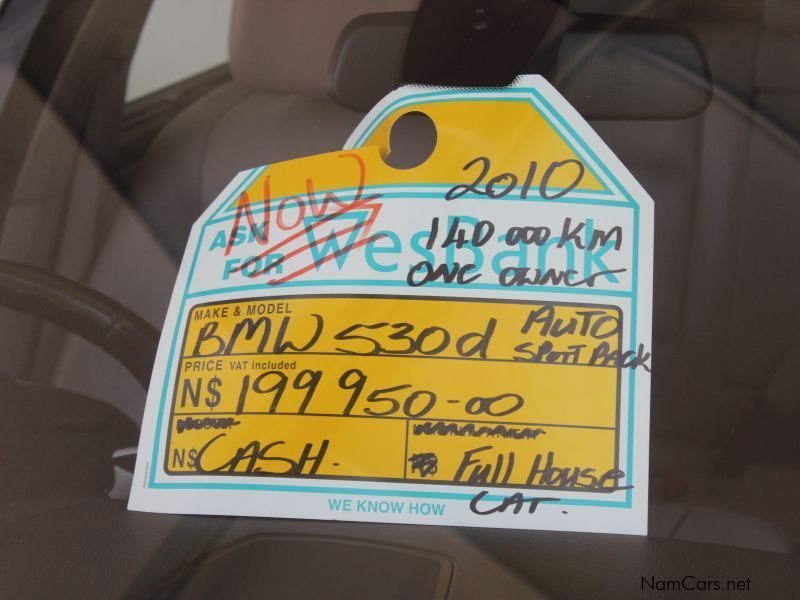 2010
NOW
ASK FOR WesBank
140 000 KM
ONE OWNER
MAKE & MODEL
BMW 530d AUTO
SPORT PACK
PRICE VAT included
N$ 199 950-00
N$ CASH.
Full House
CAT.
WE KNOW HOW
NamCars.net